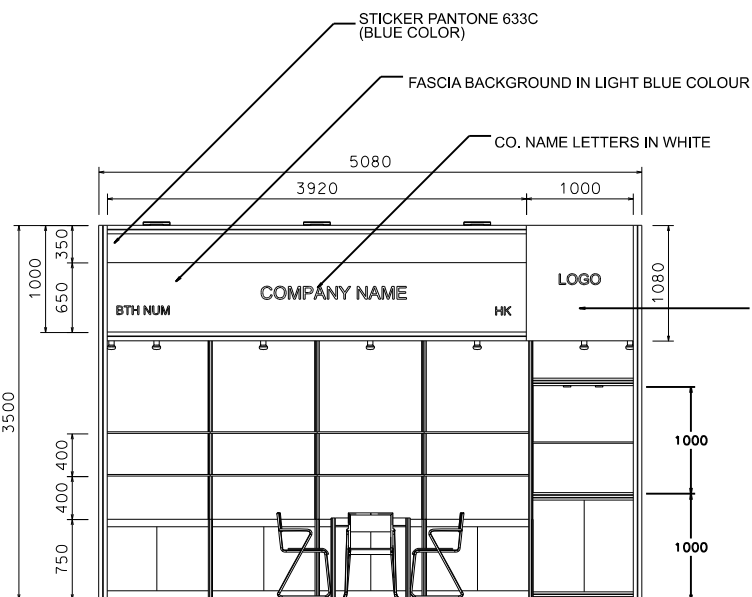 STICKER PANTONE 633C
(BLUE COLOR)
FASCIA BACKGROUND IN LIGHT BLUE COLOUR
CO. NAME LETTERS IN WHITE
5080
3920
1000
350
1000
650
COMPANY NAME
BTH NUM
HK
LOGO
1080
3500
400
400
750
1000
1000